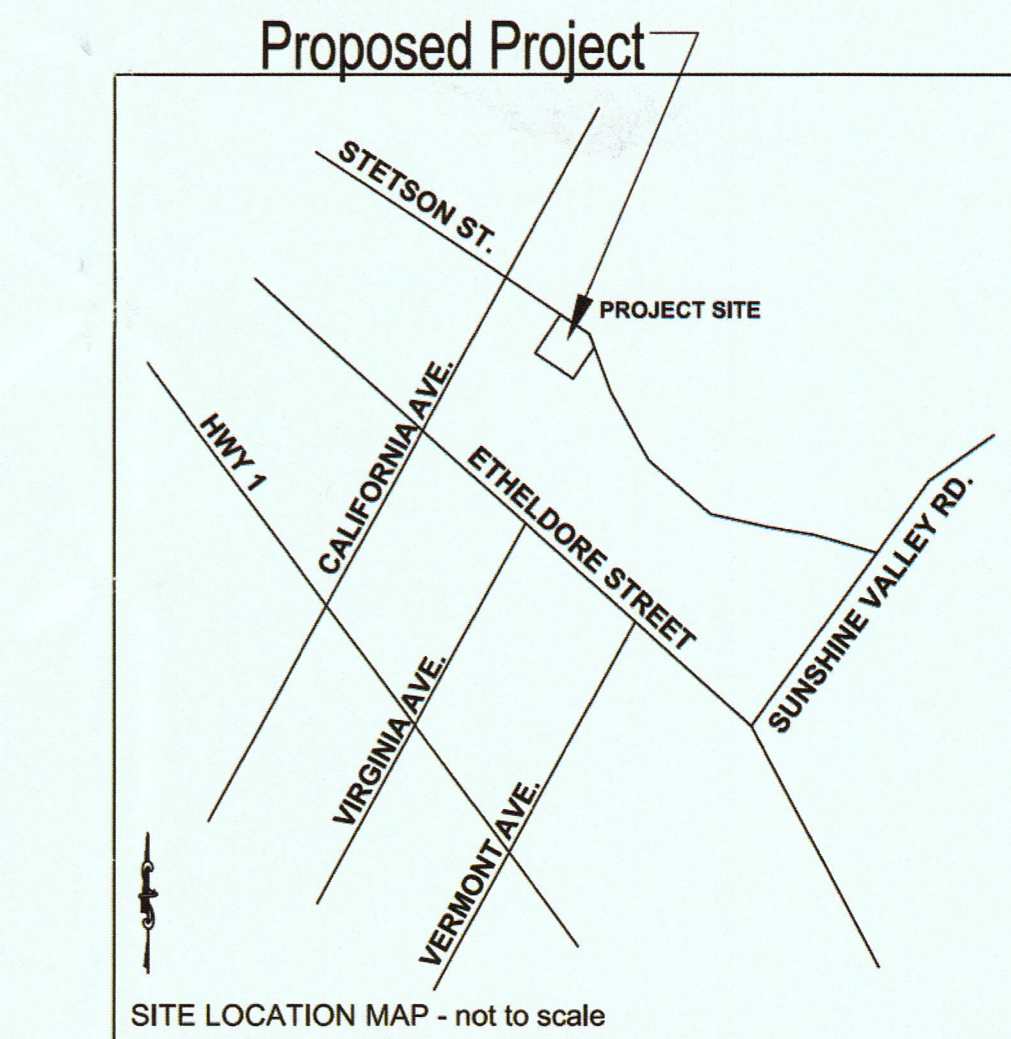 Proposed Project
STETSON ST.
PROJECT SITE
HWY 1
CALIFORNIA AVE.
ETHELDORE STREET
SUNSHINE VALLEY RD.
VIRGINIA AVE.
VERMONT AVE.
SITE LOCATION MAP - not to scale